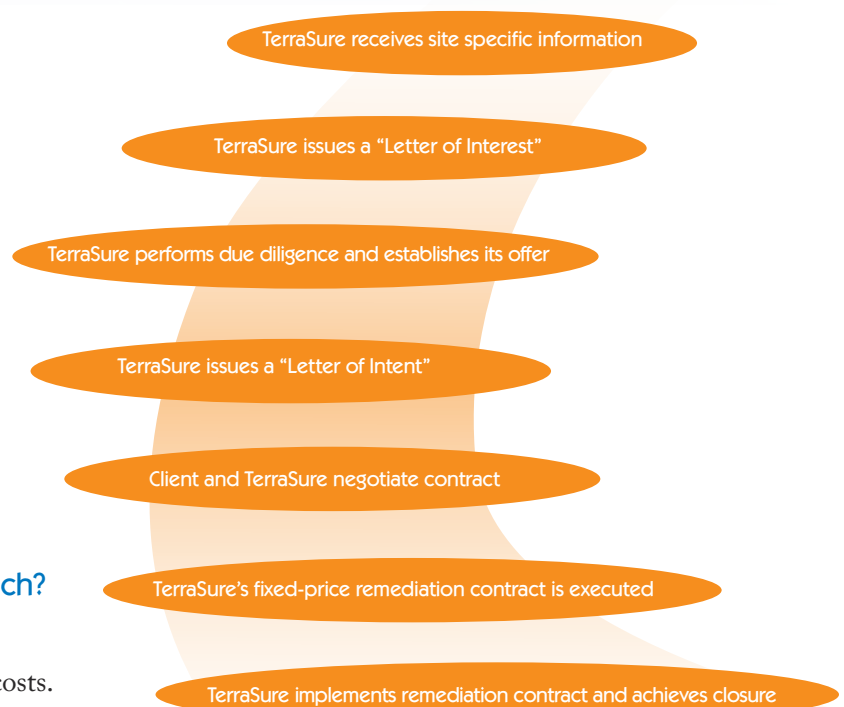 TerraSure receives site specific information
TerraSure issues a “Letter of Interest”
TerraSure performs due diligence and establishes its offer
TerraSure issues a “Letter of Intent”
Client and TerraSure negotiate contract
ch?
TerraSure’s fixed-price remediation contract is executed
costs.
TerraSure implements remediation contract and achieves closure